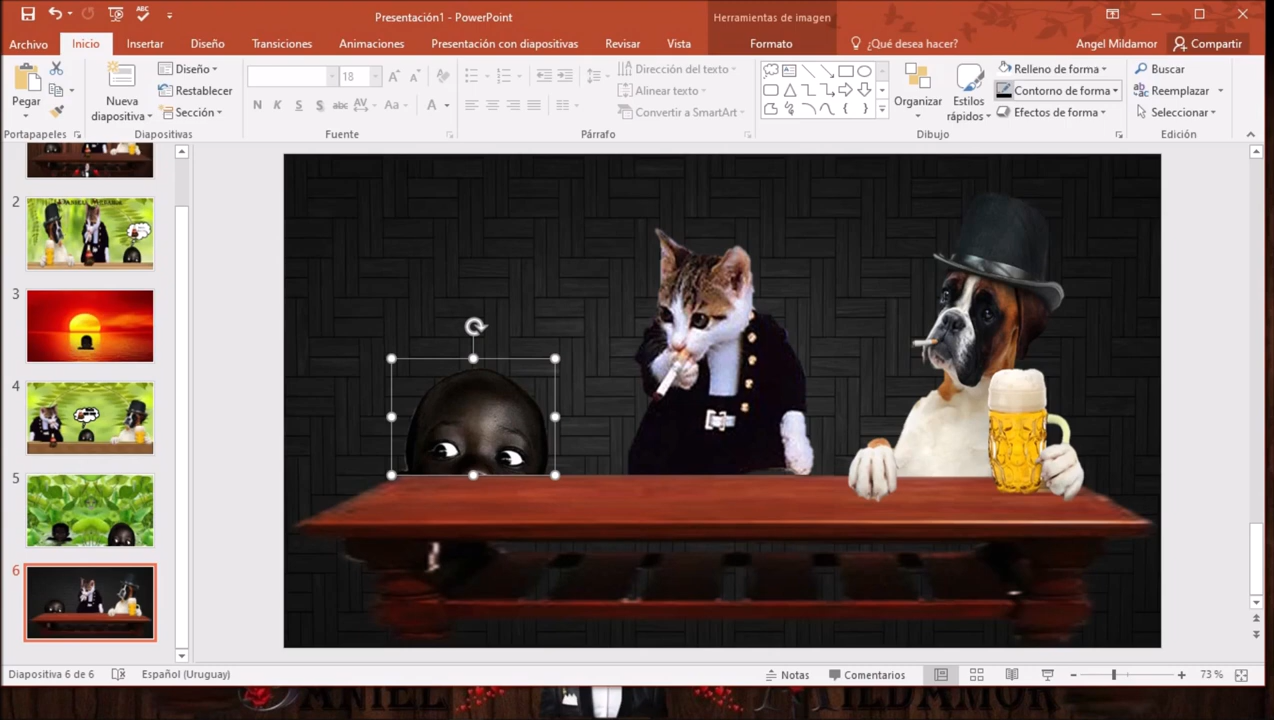 Presentación1 - PowerPoint
Herramientas de imagen
Archivo Inicio Insertar Diseño Transiciones Animaciones Presentación con diapositivas Revisar Vista Formato ¿Qué desea hacer? Angel Mildamor Compartir
Pegar
Nueva diapositiva
Diseño
Restablecer
Sección
18
N K S S abc AV Aa A
Dirección del texto
Alinear texto
Convierte a SmartArt
Organizar
Estilos rápidos
Relleno de forma
Contorno de forma
Efectos de forma
Buscar
Reemplazar
Seleccionar
Portapapeles Diapositivas Fuente Párrafo Dibujo Edición
2
3
4
5
6
Diapositiva 6 de 6 Español (Uruguay) Notas Comentarios 73 %